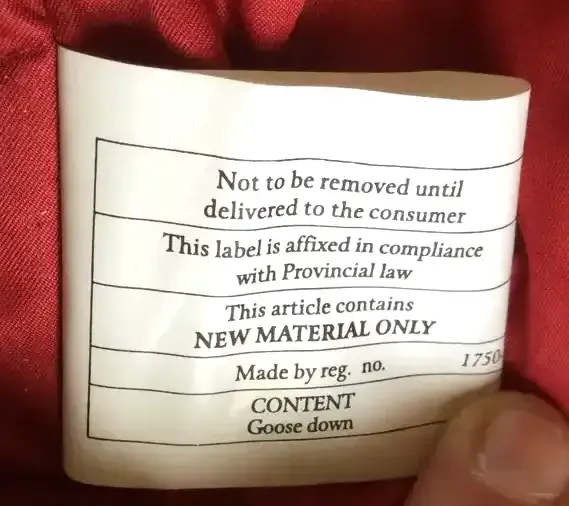 Not to be removed until
delivered to the consumer
This label is affixed in compliance
with Provincial law
This article contains
NEW MATERIAL ONLY
Made by reg. no. 1750
CONTENT
Goose down